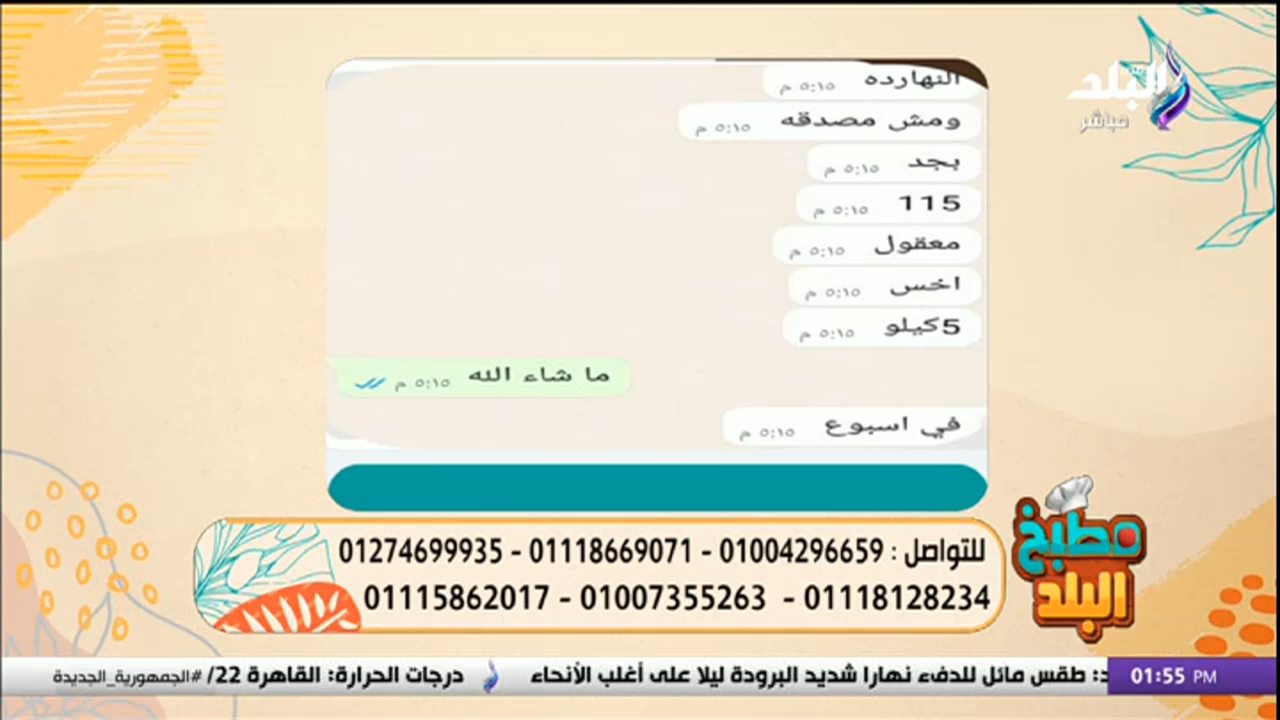 البلد
مباشر
النهارده ٥:١٥ م
ومش مصدقه ٥:١٥ م
بجد ٥:١٥ م
115 ٥:١٥ م
معقول ٥:١٥ م
اخس ٥:١٥ م
5كيلو ٥:١٥ م
ما شاء الله ٥:١٥ م
في اسبوع ٥:١٥ م
للتواصل : 01004296659 - 01118669071 - 01274699935
01118128234 - 01007355263 - 01115862017
مطبخ
البلد
د: طقس مائل للدفء نهارا شديد البرودة ليلا على أغلب الأنحاء درجات الحرارة: القاهرة 22/ #الجمهورية_الجديدة
01:55 PM